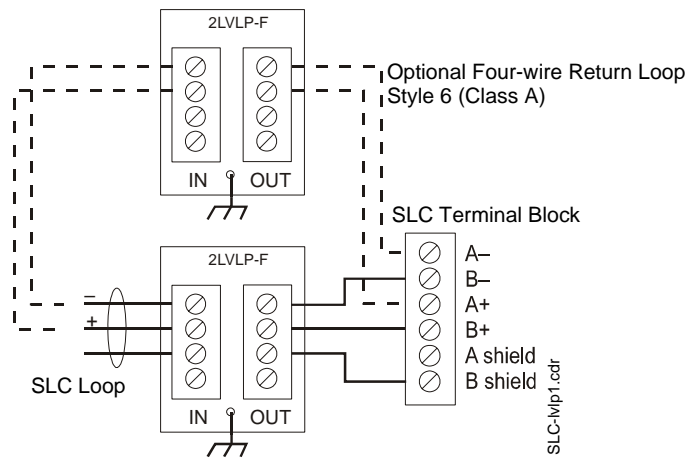 2LVLP-F
IN OUT
Optional Four-wire Return Loop
Style 6 (Class A)
SLC Terminal Block
A–
B–
A+
B+
A shield
B shield
2LVLP-F
–
+
SLC Loop
IN OUT
SLC-lvlp1.cdr